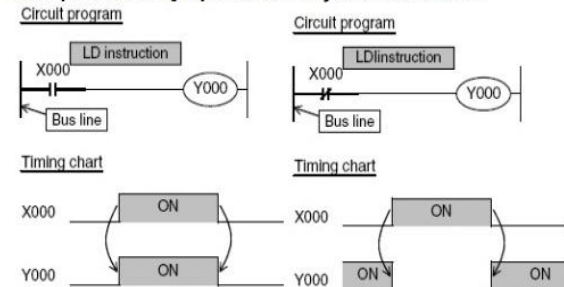 Circuit program
LD instruction
X000
Y000
Bus line
Timing chart
X000
ON
Y000
ON
Circuit program
LDIinstruction
X000
Y000
Bus line
Timing chart
X000
ON
Y000
ON
ON